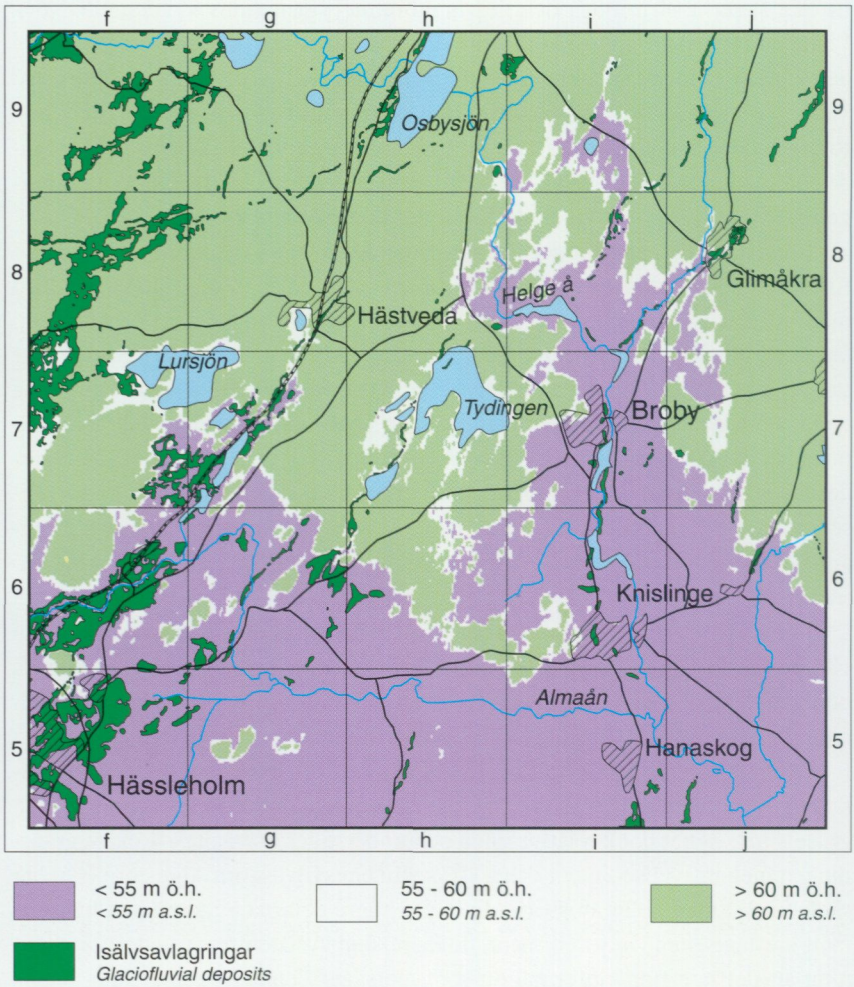 f g h i j
9 9
Osbysjön
8 8
Glimåkra
Helge å
Hästveda
Lursjön
Tydingen
Broby
7 7
6 6
Knislinge
Almaån
5 5
Hanaskog
Hässleholm
f g h i j
< 55 m ö.h.
< 55 m a.s.l.
55 - 60 m ö.h.
55 - 60 m a.s.l.
> 60 m ö.h.
> 60 m a.s.l.
Isälvsavlagringar
Glaciofluvial deposits